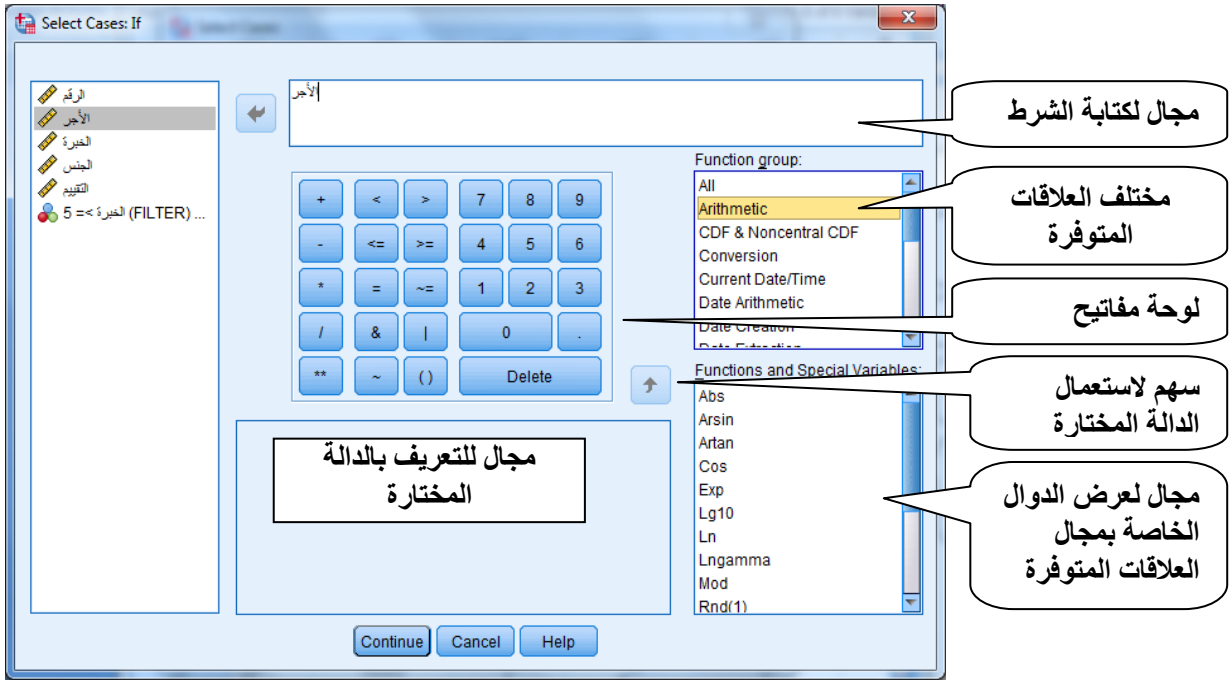 Select Cases: If
الرقم
الأجر
الخبرة
الجنس
التقييم
5 =< الخبرة (FILTER) ...
الأجر
+ < > 7 8 9
- <= >= 4 5 6
* = ~= 1 2 3
/ & | 0 .
** ~ ( ) Delete
Function group:
All
Arithmetic
CDF & Noncentral CDF
Conversion
Current Date/Time
Date Arithmetic
Date Creation
Date Extraction
Functions and Special Variables:
Abs
Arsin
Artan
Cos
Exp
Lg10
Ln
Lngamma
Mod
Rnd(1)
مجال للتعريف بالدالة
المختارة
Continue Cancel Help
مجال لكتابة الشرط
مختلف العلاقات
المتوفرة
لوحة مفاتيح
سهم لاستعمال
الدالة المختارة
مجال لعرض الدوال
الخاصة بمجال
العلاقات المتوفرة